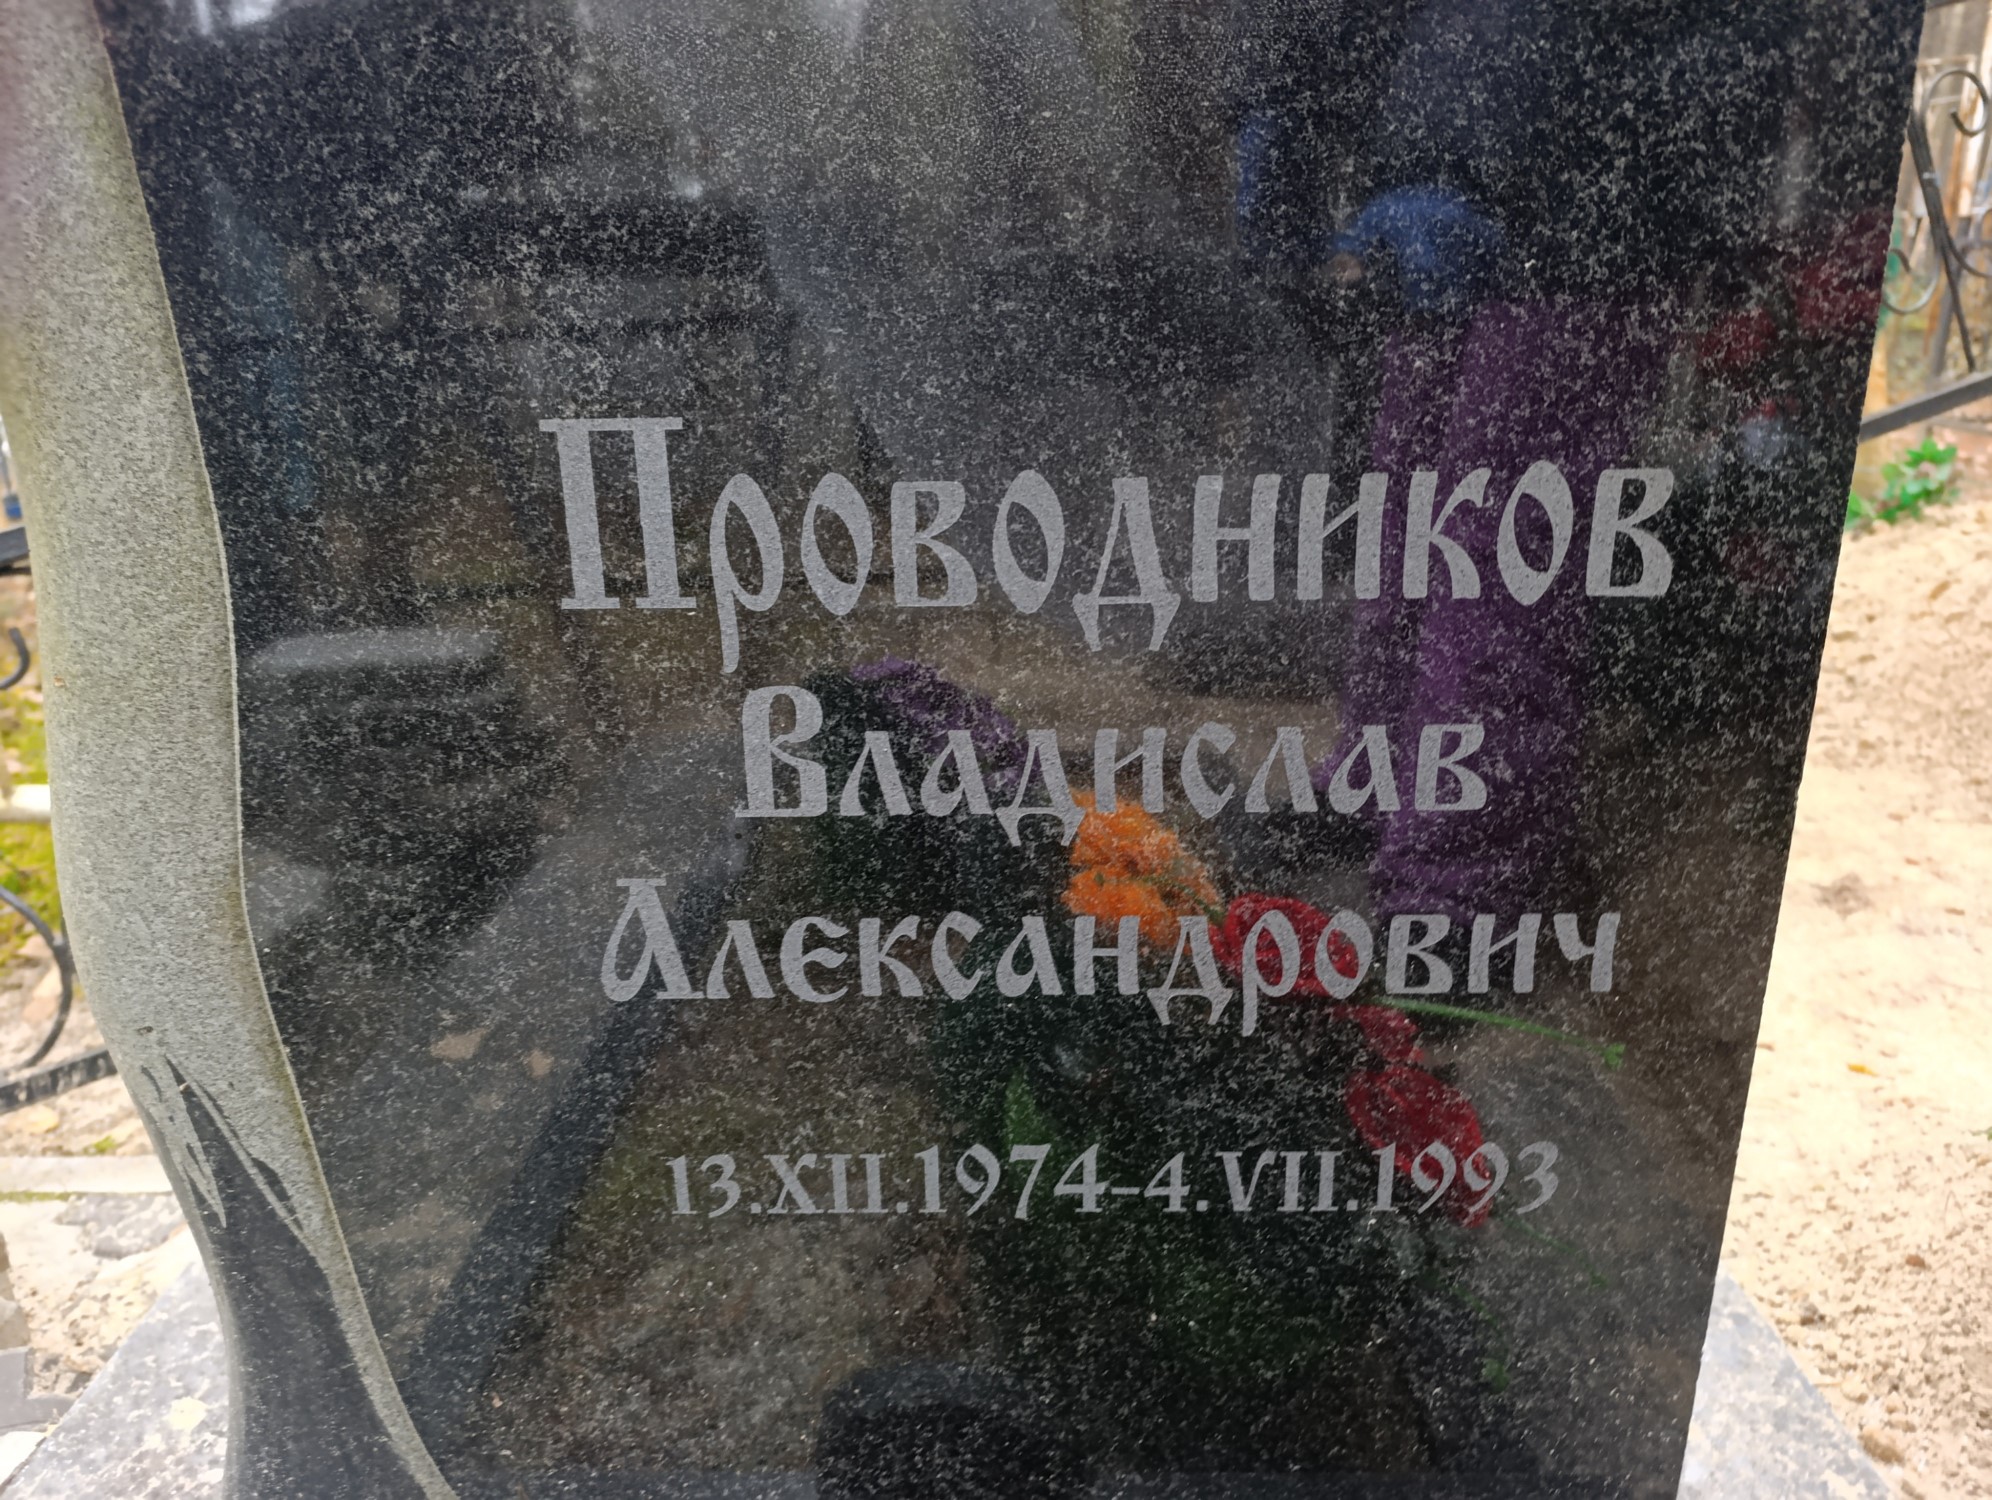 Проводников
Владислав
Александрович
13.XII.1974-4.VII.1993